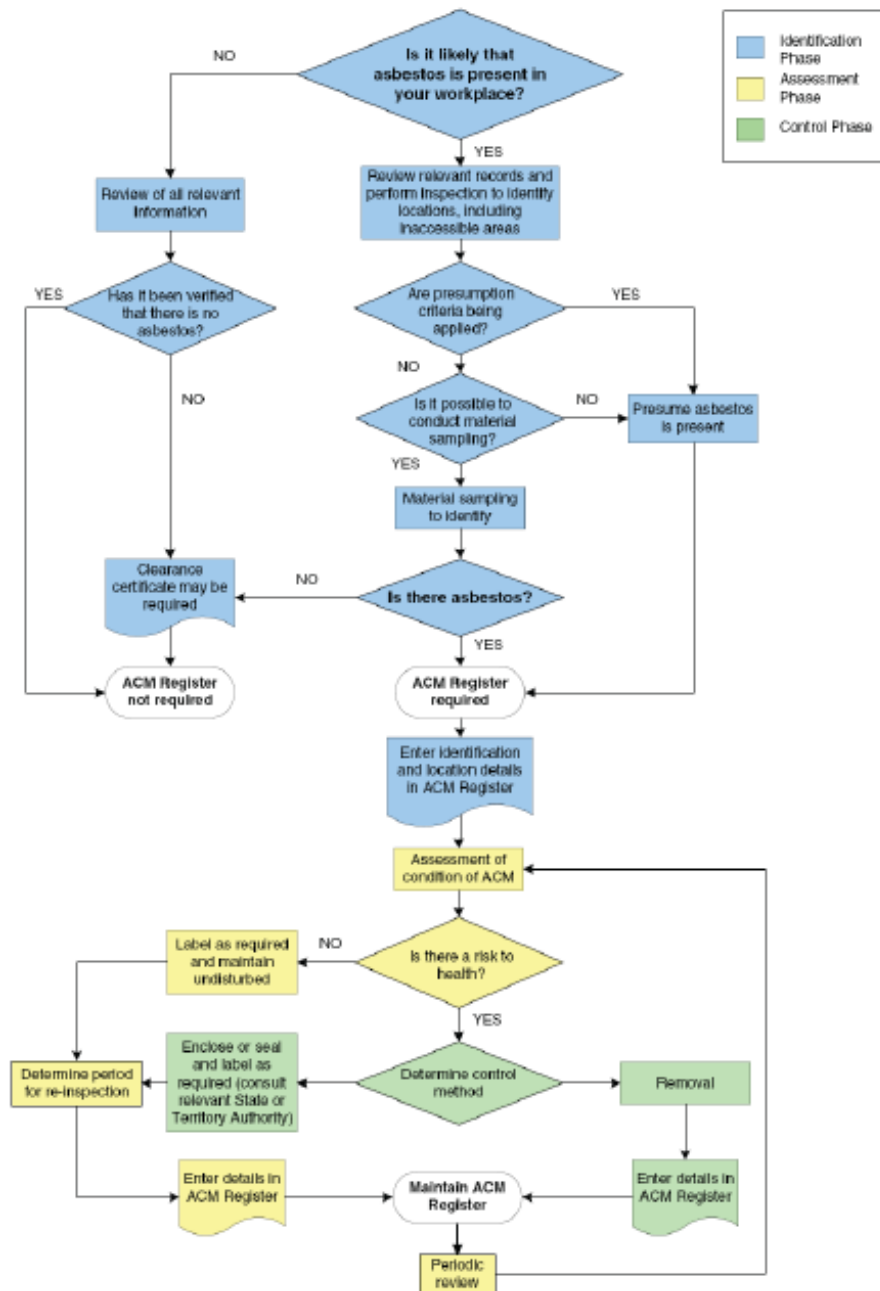 Is it likely that
asbestos is present in
your workplace?
NO
YES
Identification
Phase
Assessment
Phase
Control Phase
Review of all relevant
Information
Review relevant records and
perform inspection to identify
locations, including
inaccessible areas
YES
Has it been verified
that there is no
asbestos?
Are presumption
criteria being
applied?
YES
NO
NO
Is it possible to
conduct material
sampling?
NO
Presume asbestos
is present
YES
Material sampling
to identify
Clearance
certificate may be
required
NO
Is there asbestos?
YES
ACM Register
not required
ACM Register
required
Enter identification
and location details
in ACM Register
Assessment of
condition of ACM
Label as required
and maintain
undisturbed
NO
Is there a risk to
health?
YES
Determine period
for re-inspection
Enclose or seal
and label as
required (consult
relevant State or
Territory Authority)
Determine control
method
Removal
Enter details in
ACM Register
Maintain ACM
Register
Enter details in
ACM Register
Periodic
review